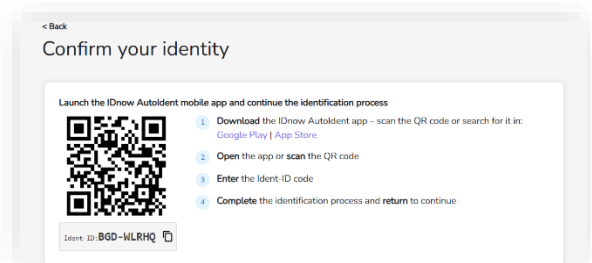 < Back
Confirm your identity
Launch the IDnow AutoIdent mobile app and continue the identification process
1 Download the IDnow AutoIdent app – scan the QR code or search for it in:
Google Play | App Store
2 Open the app or scan the QR code
3 Enter the Ident-ID code
4 Complete the identification process and return to continue
Ident-ID:BGD-WLRHQ